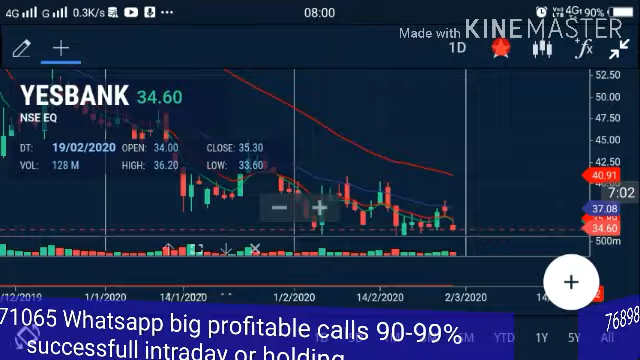 4G G 0.3K/s 08:00 4G+ 90%
Made with KINEMASTER
1D fx
YESBANK 34.60
NSE EQ
DT: 19/02/2020 OPEN: 34.00 CLOSE: 35.30
VOL: 128 M HIGH: 36.20 LOW: 33.60
52.50
50.00
47.50
45.00
42.50
40.91
7:02
37.08
34.60
500m
/12/2019 1/1/2020 14/1/2020 1/2/2020 14/2/2020 2/3/2020
YTD 1Y 5Y All
71065 Whatsapp big profitable calls 90-99% 76898
successfull intraday or holding